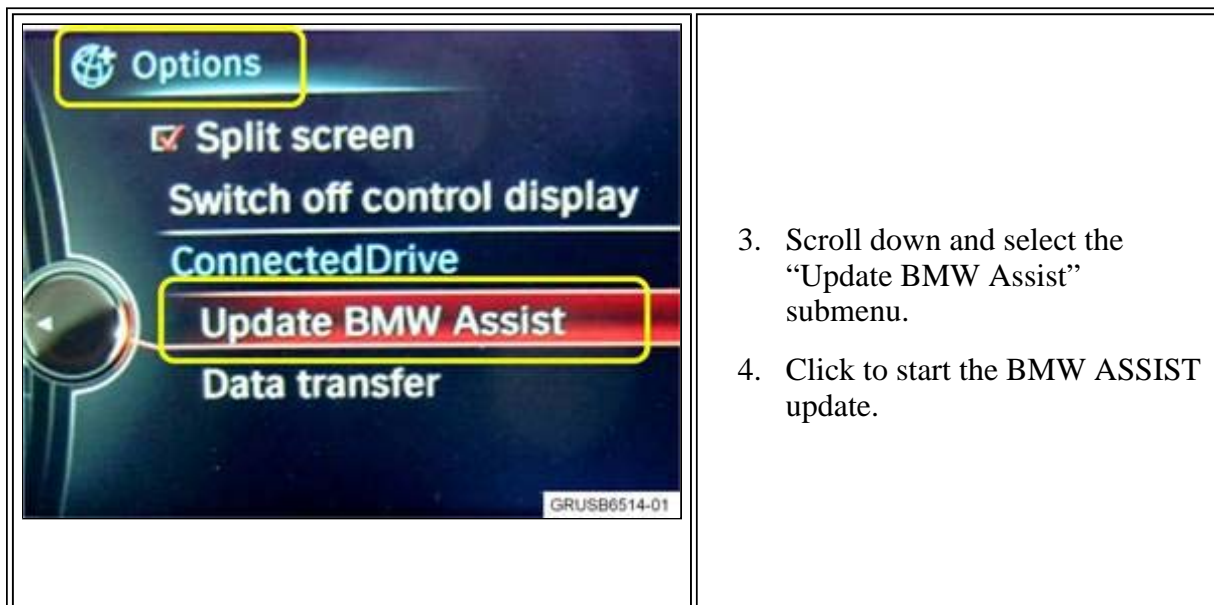 Options
Split screen
Switch off control display
ConnectedDrive
Update BMW Assist
Data transfer
GRUSB6514-01
3. Scroll down and select the
“Update BMW Assist”
submenu.
4. Click to start the BMW ASSIST
update.